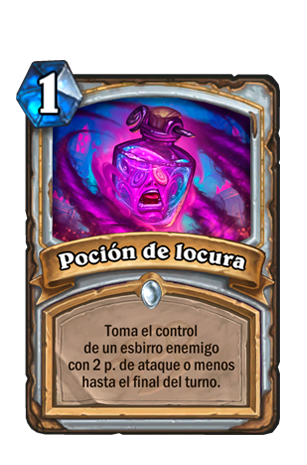 1
Poción de locura
Toma el control
de un esbirro enemigo
con 2 p. de ataque o menos
hasta el final del turno.